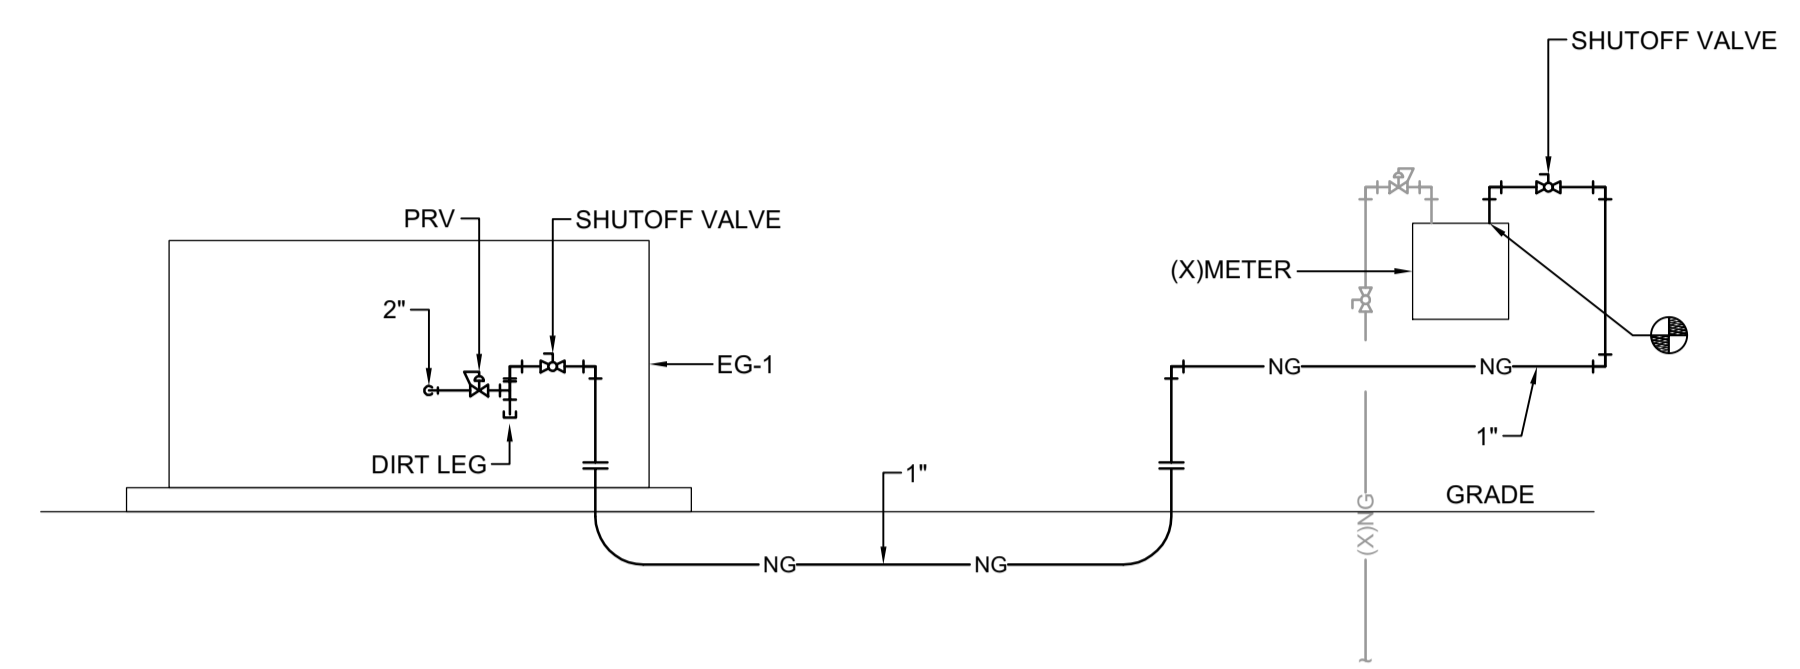 SHUTOFF VALVE
PRV
SHUTOFF VALVE
(X)METER
2"
EG-1
NG
NG
1"
DIRT LEG
1"
GRADE
(X)NG
NG
NG